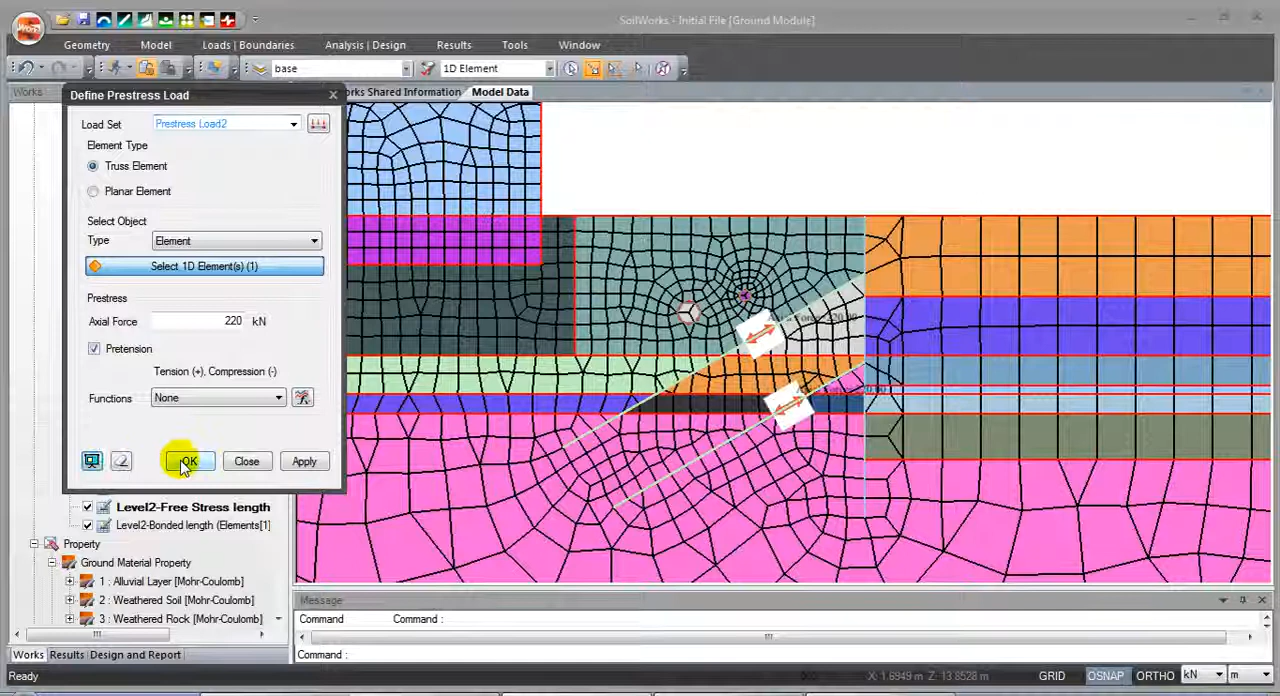 SoilWorks - Initial File [Ground Module]
Geometry Model Loads | Boundaries Analysis | Design Results Tools Window
base 1D Element
Works Define Prestress Load orks Shared Information Model Data
Load Set Prestress Load2
Element Type
Truss Element
Planar Element
Select Object
Type Element
Select 1D Element(s) (1)
Prestress
Axial Force 220 kN
Pretension
Tension (+), Compression (-)
Functions None
OK Close Apply
Level2-Free Stress length
Level2-Bonded length (Elements[1]
Property
Ground Material Property
1 : Alluvial Layer [Mohr-Coulomb]
2 : Weathered Soil [Mohr-Coulomb]
3 : Weathered Rock [Mohr-Coulomb]
Works Results Design and Report
Message
Command Command :
Command :
Ready X: 1.6949 m Z: 13.8528 m GRID OSNAP ORTHO kN m